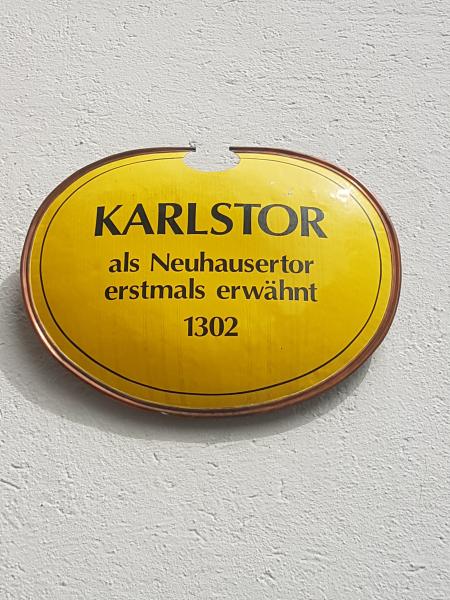 KARLSTOR
als Neuhausertor
erstmals erwähnt
1302